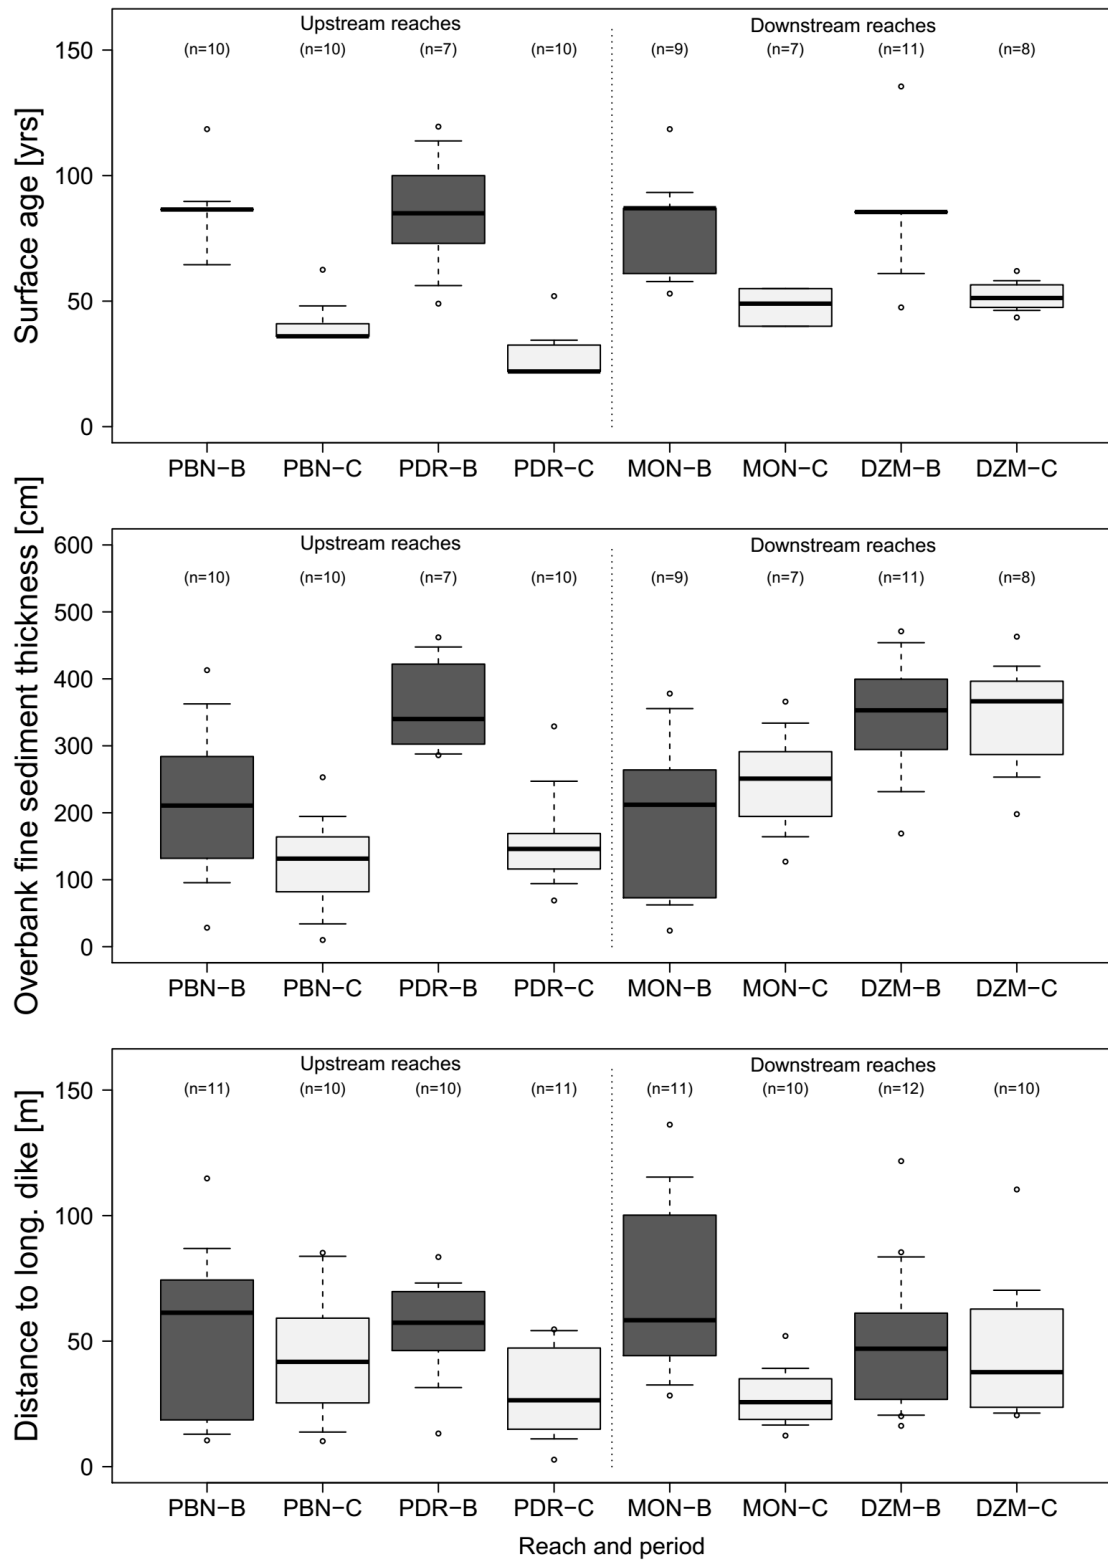 Surface age [yrs]
Upstream reaches
Downstream reaches
(n=10) (n=10) (n=7) (n=10) (n=9) (n=7) (n=11) (n=8)
150
100
50
0
PBN−B PBN−C PDR−B PDR−C MON−B MON−C DZM−B DZM−C
Overbank fine sediment thickness [cm]
Upstream reaches
Downstream reaches
(n=10) (n=10) (n=7) (n=10) (n=9) (n=7) (n=11) (n=8)
600
500
400
300
200
100
0
PBN−B PBN−C PDR−B PDR−C MON−B MON−C DZM−B DZM−C
Distance to long. dike [m]
Upstream reaches
Downstream reaches
(n=11) (n=10) (n=10) (n=11) (n=11) (n=10) (n=12) (n=10)
150
100
50
0
PBN−B PBN−C PDR−B PDR−C MON−B MON−C DZM−B DZM−C
Reach and period